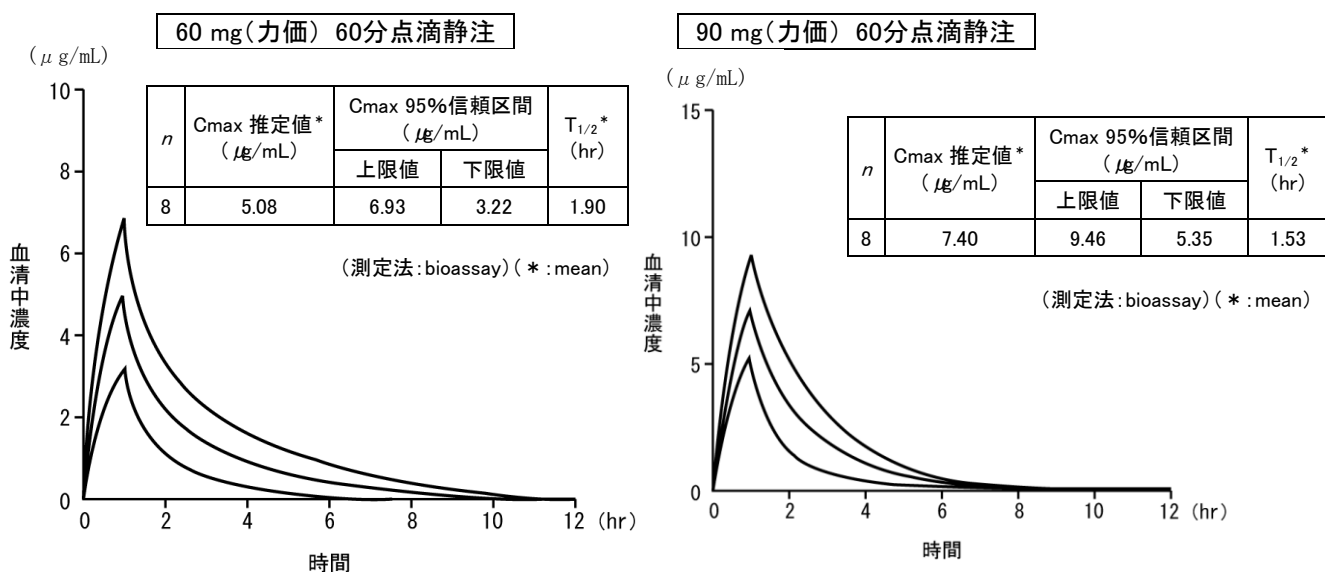 60 mg(力価) 60分点滴静注
(μg/mL)
n
Cmax 推定値*
(μg/mL)
Cmax 95%信頼区間
(μg/mL)
上限値 下限値
T1/2*
(hr)
8 5.08 6.93 3.22 1.90
(測定法:bioassay)(*:mean)
血清中濃度
10
8
6
4
2
0
0 2 4 6 8 10 12 (hr)
時間
90 mg(力価) 60分点滴静注
(μg/mL)
n
Cmax 推定値*
(μg/mL)
Cmax 95%信頼区間
(μg/mL)
上限値 下限値
T1/2*
(hr)
8 7.40 9.46 5.35 1.53
(測定法:bioassay)(*:mean)
血清中濃度
15
10
5
0
0 2 4 6 8 10 12 (hr)
時間